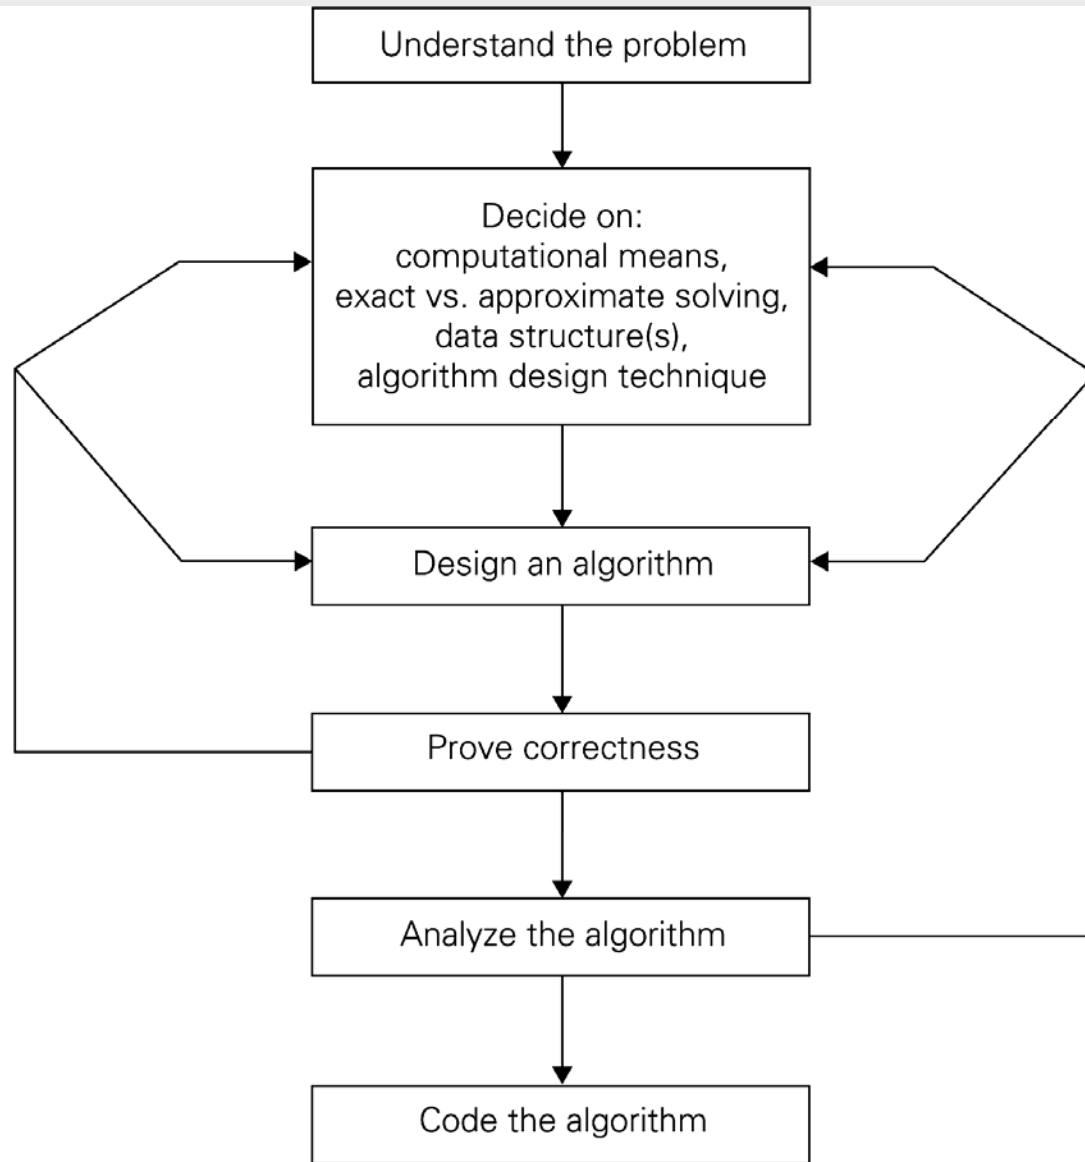 Understand the problem
Decide on:
computational means,
exact vs. approximate solving,
data structure(s),
algorithm design technique
Design an algorithm
Prove correctness
Analyze the algorithm
Code the algorithm